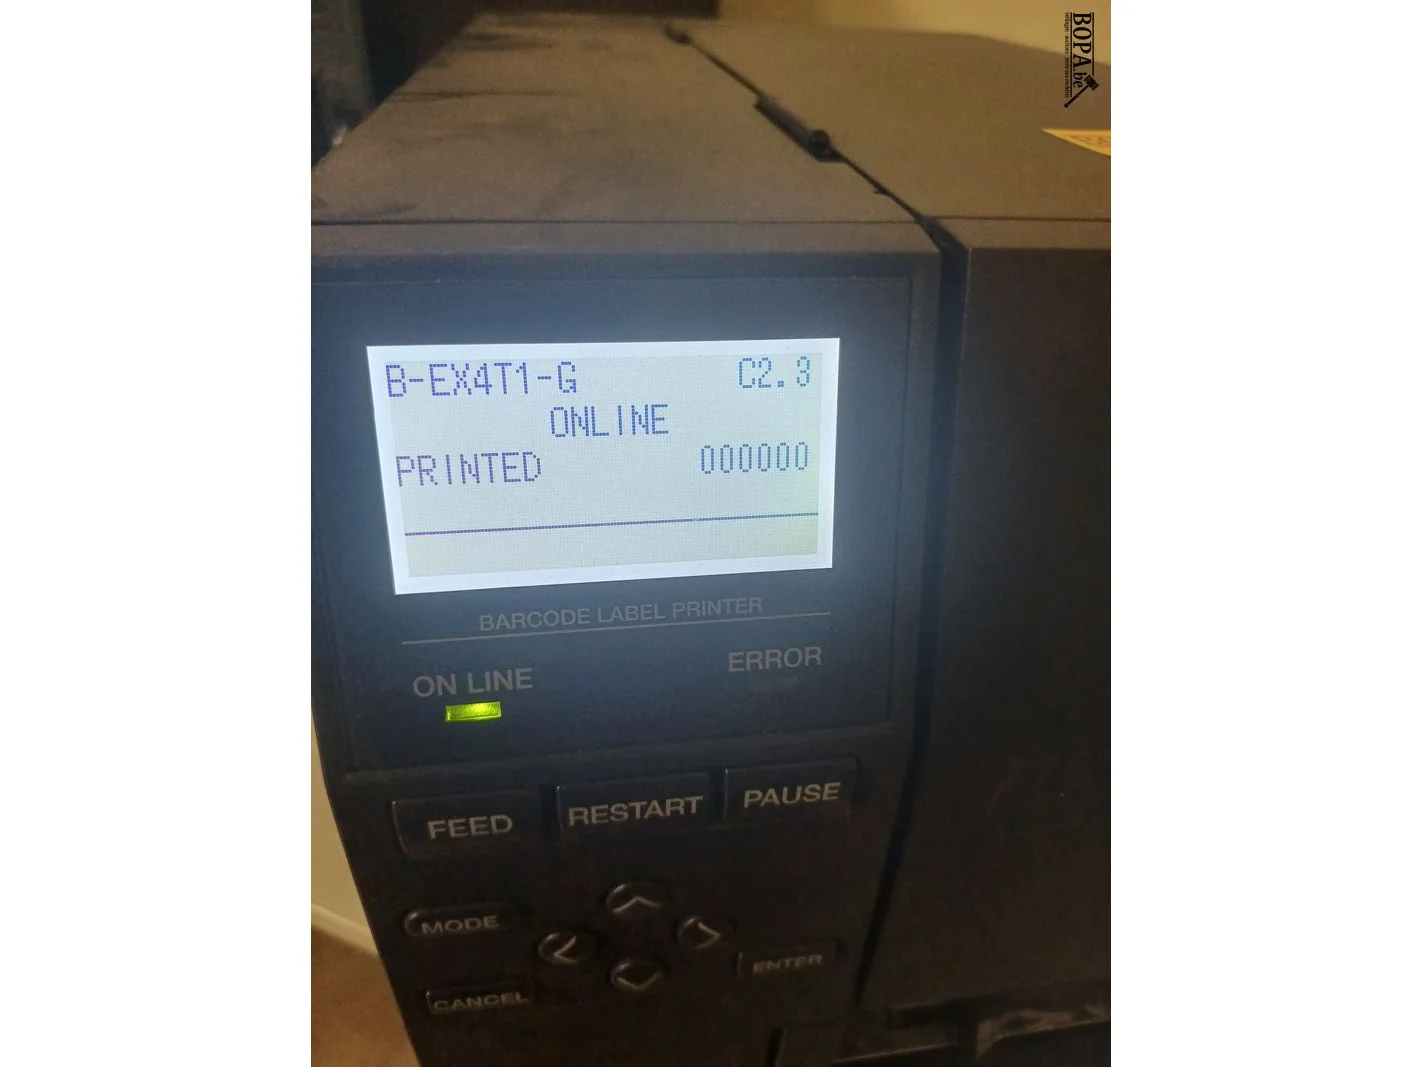 BOPA.be
B-EX4T1-G C2.3
ONLINE
PRINTED 000000
BARCODE LABEL PRINTER
ON LINE ERROR
FEED RESTART PAUSE
MODE
ENTER
CANCEL